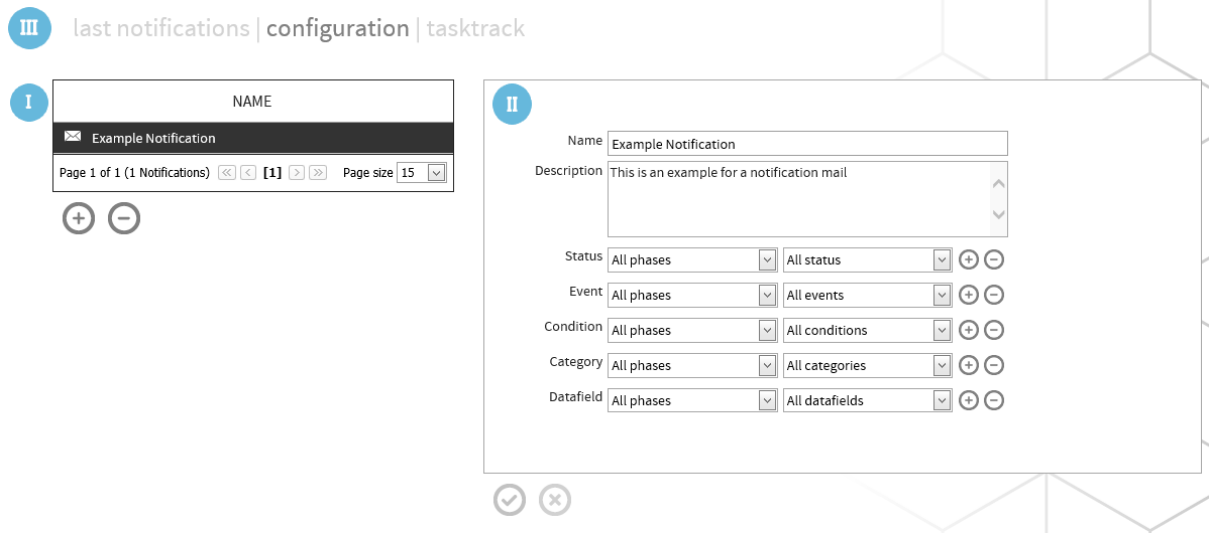 III last notifications | configuration | tasktrack
I NAME
Example Notification
Page 1 of 1 (1 Notifications) [1] Page size 15
II
Name Example Notification
Description This is an example for a notification mail
Status All phases All status
Event All phases All events
Condition All phases All conditions
Category All phases All categories
Datafield All phases All datafields